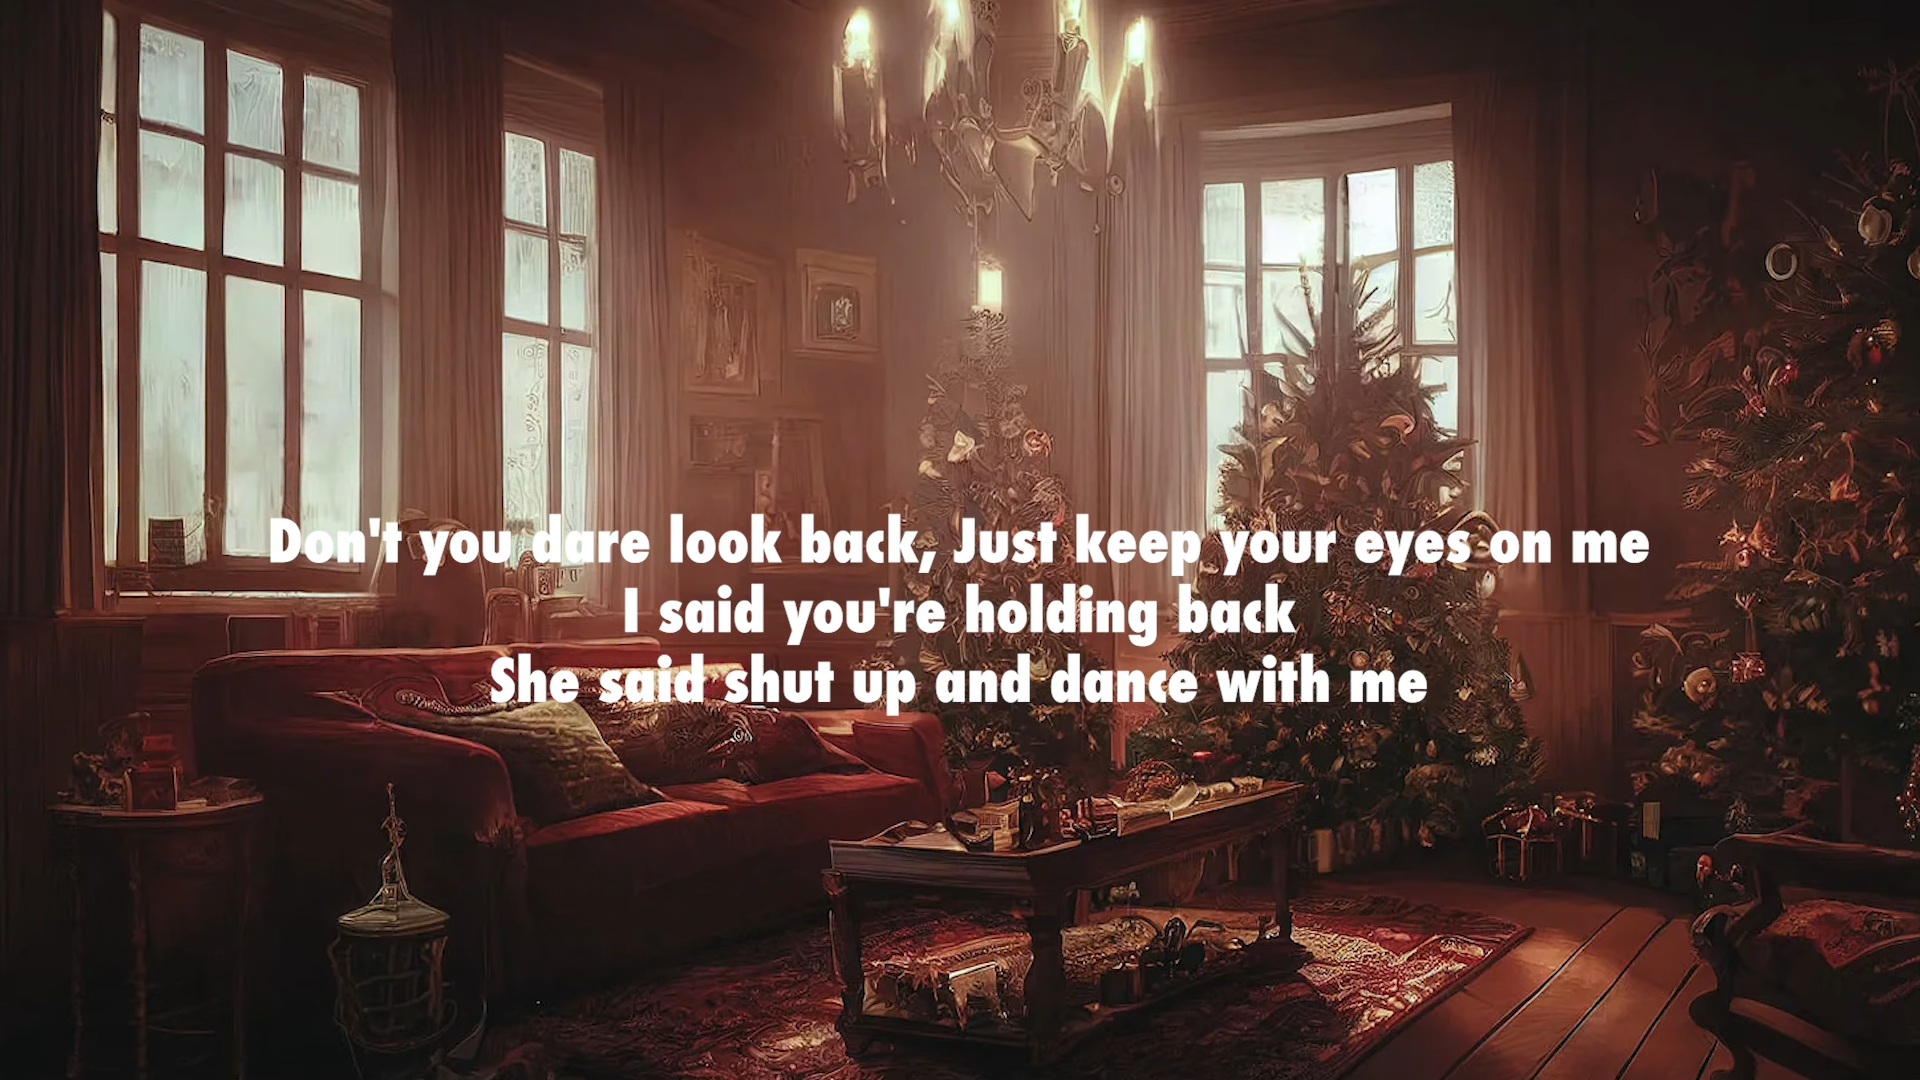 Don't you dare look back, Just keep your eyes on me
I said you're holding back
She said shut up and dance with me